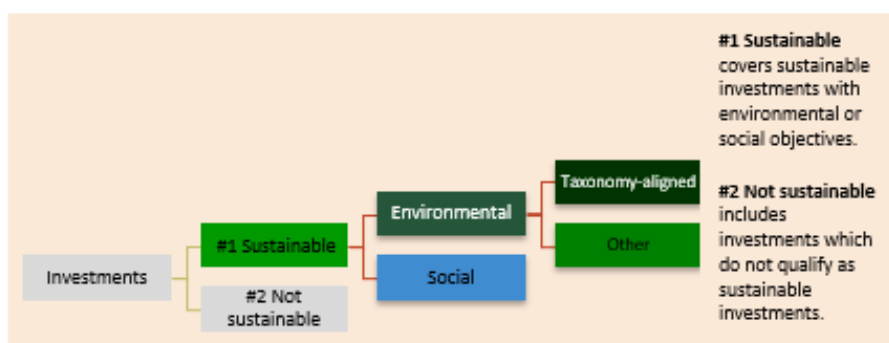 #1 Sustainable
covers sustainable
investments with
environmental or
social objectives.
#2 Not sustainable
includes
investments which
do not qualify as
sustainable
investments.
Taxonomy-aligned
Environmental
Other
#1 Sustainable
Social
Investments
#2 Not
sustainable